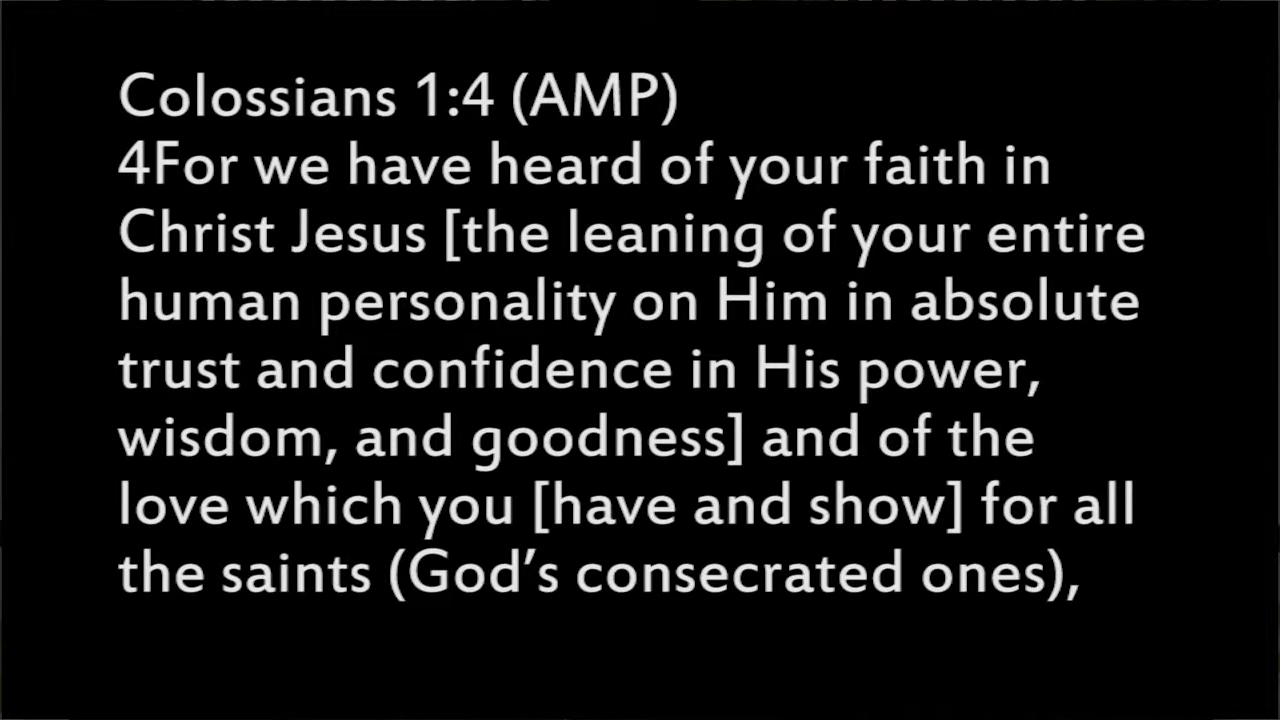 Colossians 1:4 (AMP)
4For we have heard of your faith in
Christ Jesus [the leaning of your entire
human personality on Him in absolute
trust and confidence in His power,
wisdom, and goodness] and of the
love which you [have and show] for all
the saints (God’s consecrated ones),